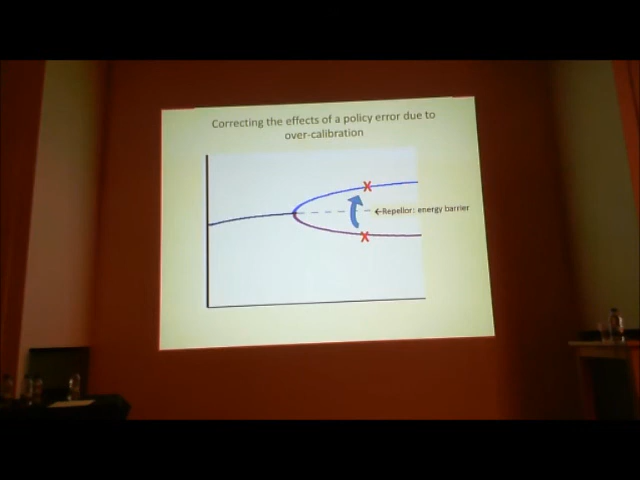 Correcting the effects of a policy error due to
over-calibration
X
←Repellor: energy barrier
X